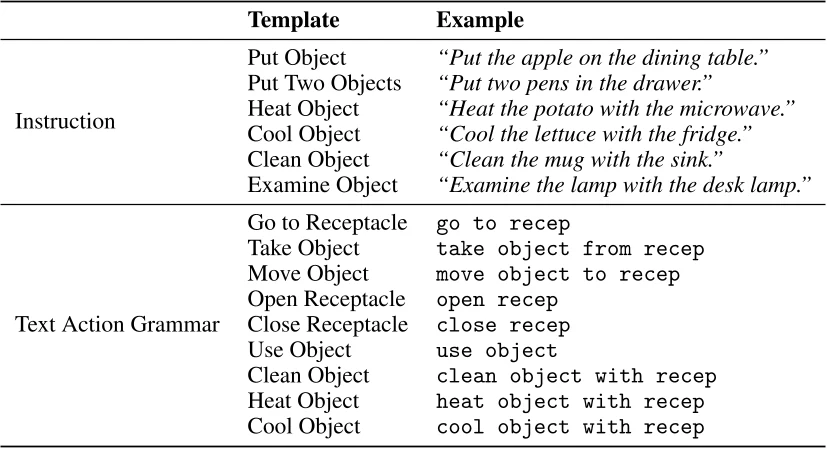 Template Example
Put Object “Put the apple on the dining table.”
Put Two Objects “Put two pens in the drawer.”
Heat Object “Heat the potato with the microwave.”
Instruction
Cool Object “Cool the lettuce with the fridge.”
Clean Object “Clean the mug with the sink.”
Examine Object “Examine the lamp with the desk lamp.”
Go to Receptacle go to recep
Take Object take object from recep
Move Object move object to recep
Open Receptacle open recep
Text Action Grammar Close Receptacle close recep
Use Object use object
Clean Object clean object with recep
Heat Object heat object with recep
Cool Object cool object with recep